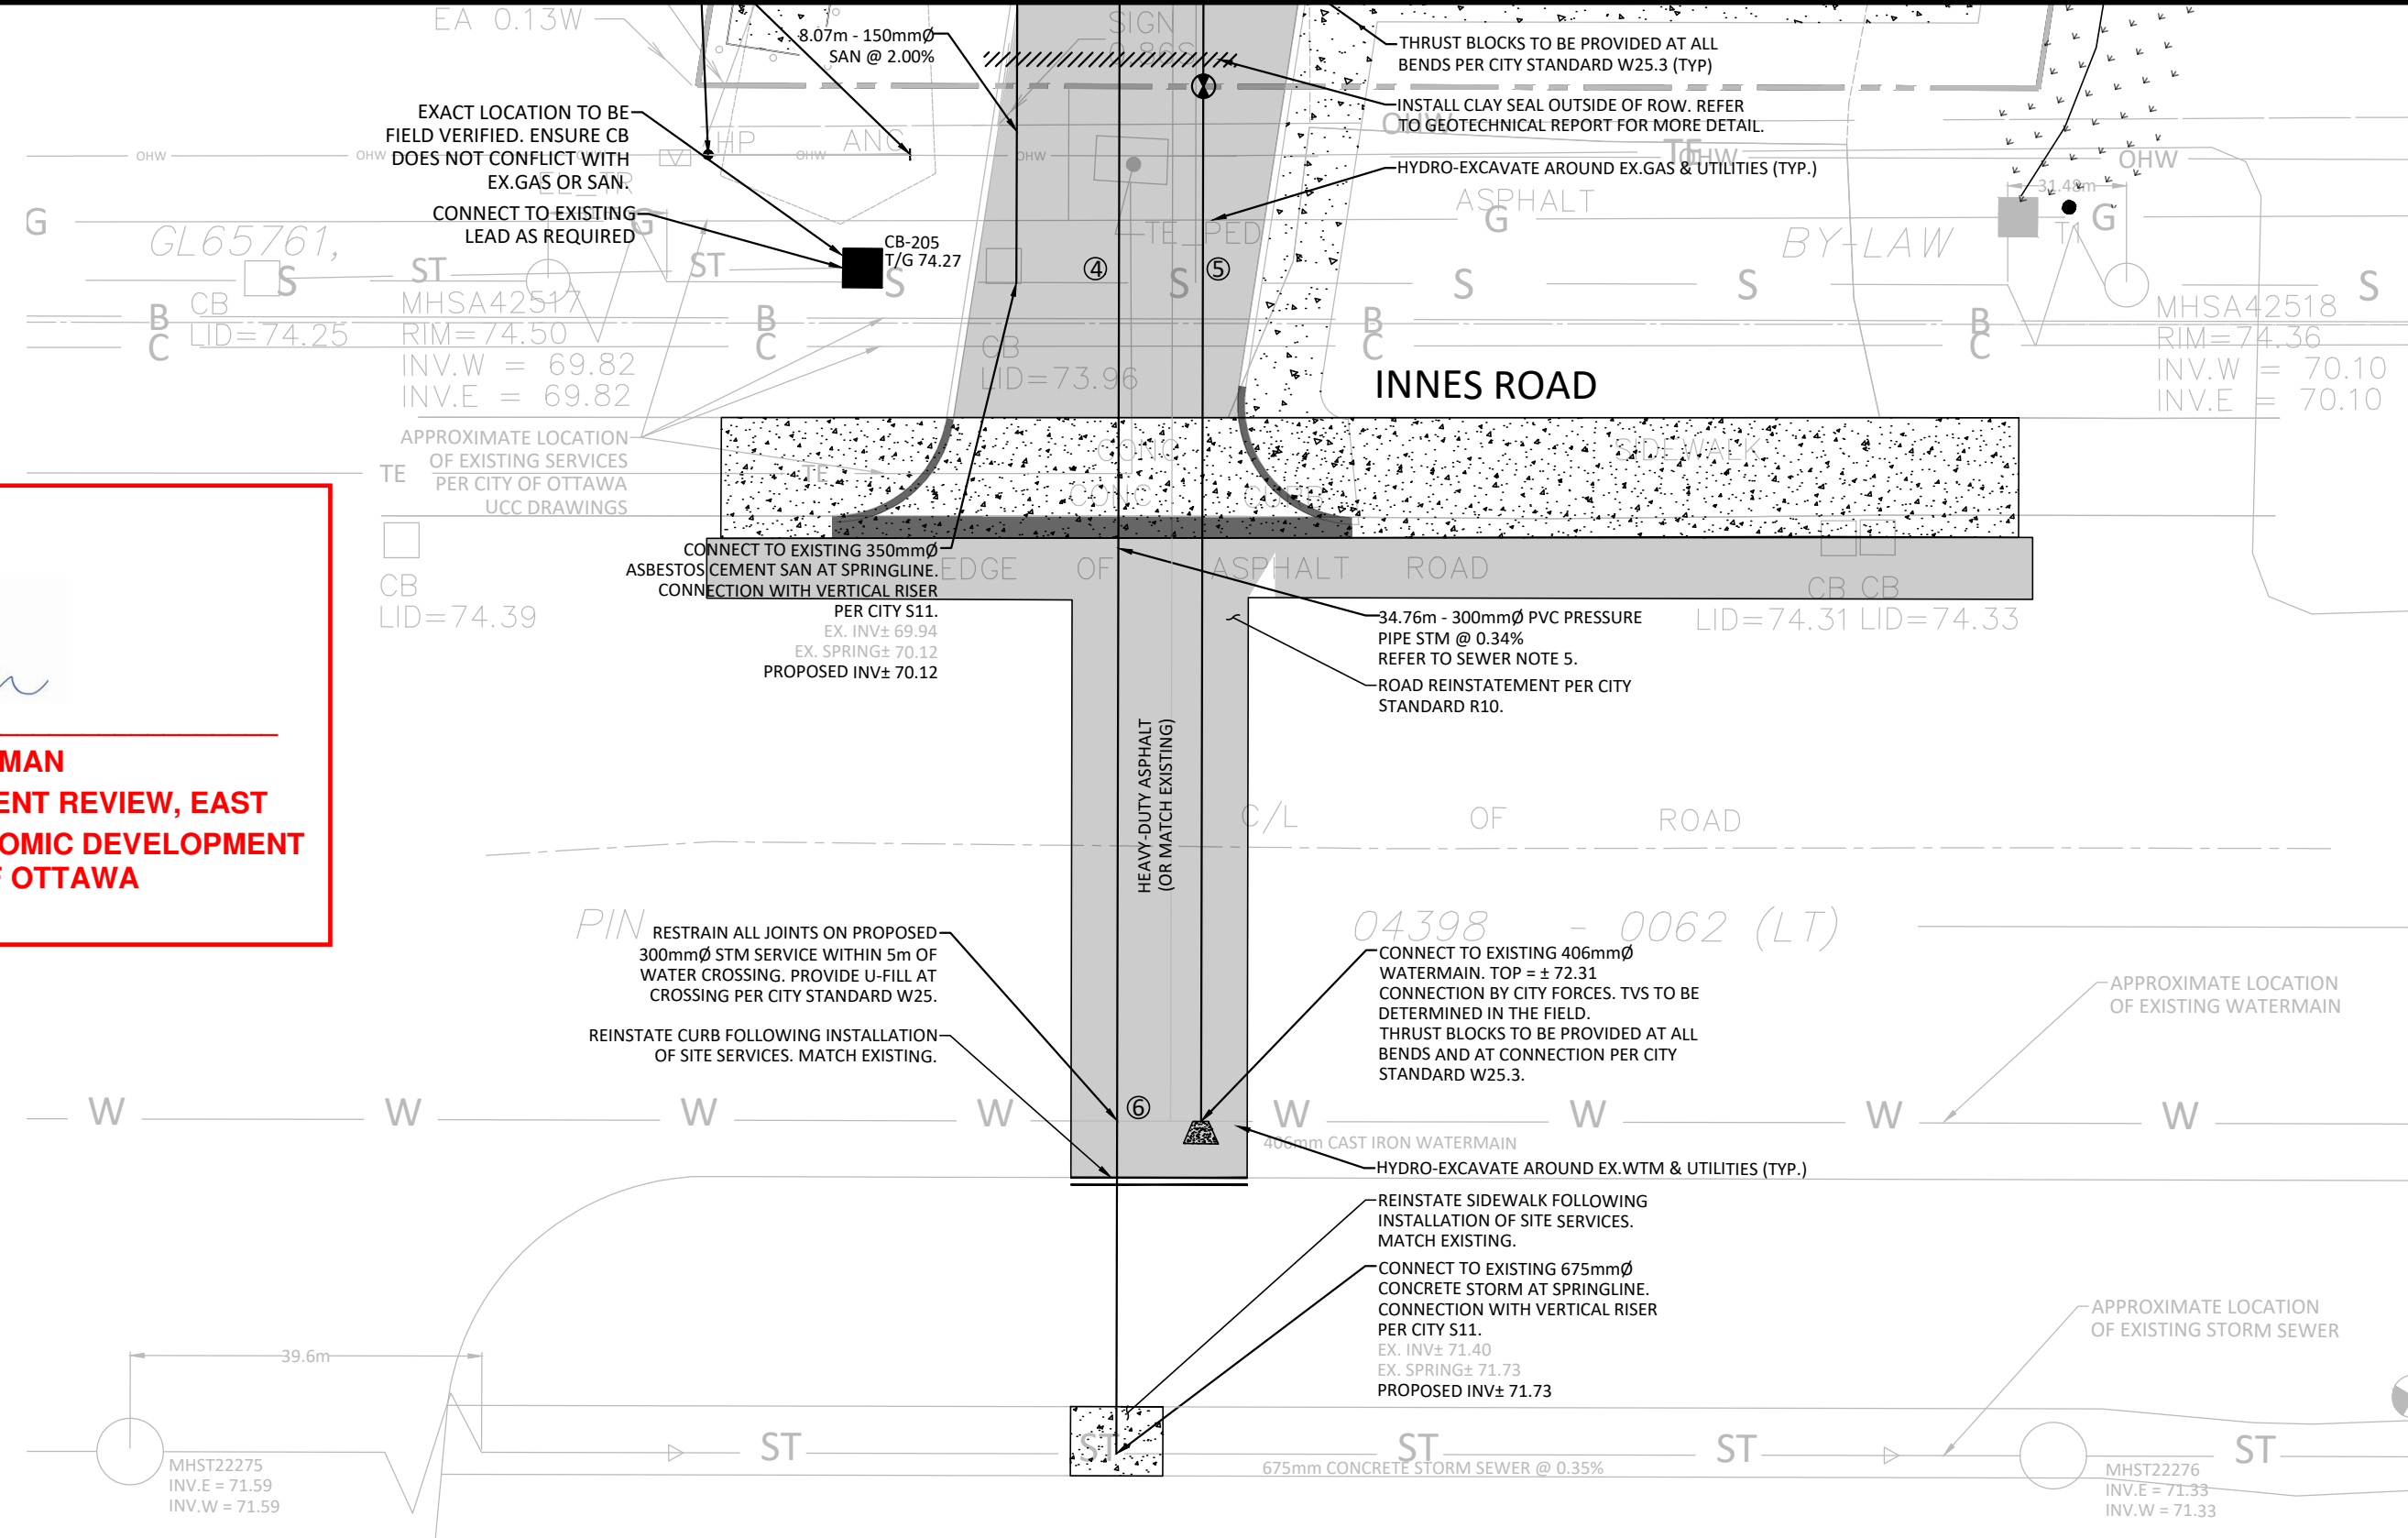 EA 0.13W
8.07m - 150mmØ
SAN @ 2.00%
SIGN
0.86S
THRUST BLOCKS TO BE PROVIDED AT ALL
BENDS PER CITY STANDARD W25.3 (TYP)
EXACT LOCATION TO BE
FIELD VERIFIED. ENSURE CB
DOES NOT CONFLICT WITH
EX.GAS OR SAN.
INSTALL CLAY SEAL OUTSIDE OF ROW. REFER
TO GEOTECHNICAL REPORT FOR MORE DETAIL.
OHW
HP
ANC
OHW
OHW
OHW
OHW
OHW
TE
OHW
OHW
HYDRO-EXCAVATE AROUND EX.GAS & UTILITIES (TYP.)
EL_TR
CONNECT TO EXISTING
LEAD AS REQUIRED
ASPHALT
31.48m
G
G
G
G
GL65761,
CB-205
T/G 74.27
TE_PED
BY-LAW
T1
ST
ST
④
⑤
S
S
S
S
S
S
CB
LID=74.25
MHSA42517
RIM=74.50
INV.W = 69.82
INV.E = 69.82
MHSA42518
RIM=74.36
INV.W = 70.10
INV.E = 70.10
B
C
B
C
B
C
B
C
CB
LID=73.96
INNES ROAD
APPROXIMATE LOCATION
OF EXISTING SERVICES
PER CITY OF OTTAWA
UCC DRAWINGS
TE
TE
CONC
SIDEWALK
CONC
CURB
CB
LID=74.39
CONNECT TO EXISTING 350mmØ
ASBESTOS CEMENT SAN AT SPRINGLINE.
CONNECTION WITH VERTICAL RISER
PER CITY S11.
EX. INV± 69.94
EX. SPRING± 70.12
PROPOSED INV± 70.12
EDGE OF ASPHALT ROAD
CB CB
LID=74.31 LID=74.33
34.76m - 300mmØ PVC PRESSURE
PIPE STM @ 0.34%
REFER TO SEWER NOTE 5.
ROAD REINSTATEMENT PER CITY
STANDARD R10.
MAN
ENT REVIEW, EAST
OMIC DEVELOPMENT
F OTTAWA
HEAVY-DUTY ASPHALT
(OR MATCH EXISTING)
C/L OF ROAD
PIN 04398 - 0062 (LT)
RESTRAIN ALL JOINTS ON PROPOSED
300mmØ STM SERVICE WITHIN 5m OF
WATER CROSSING. PROVIDE U-FILL AT
CROSSING PER CITY STANDARD W25.
CONNECT TO EXISTING 406mmØ
WATERMAIN. TOP = ± 72.31
CONNECTION BY CITY FORCES. TVS TO BE
DETERMINED IN THE FIELD.
THRUST BLOCKS TO BE PROVIDED AT ALL
BENDS AND AT CONNECTION PER CITY
STANDARD W25.3.
APPROXIMATE LOCATION
OF EXISTING WATERMAIN
REINSTATE CURB FOLLOWING INSTALLATION
OF SITE SERVICES. MATCH EXISTING.
W
W
W
W
⑥
W
W
W
W
406mm CAST IRON WATERMAIN
HYDRO-EXCAVATE AROUND EX.WTM & UTILITIES (TYP.)
REINSTATE SIDEWALK FOLLOWING
INSTALLATION OF SITE SERVICES.
MATCH EXISTING.
CONNECT TO EXISTING 675mmØ
CONCRETE STORM AT SPRINGLINE.
CONNECTION WITH VERTICAL RISER
PER CITY S11.
EX. INV± 71.40
EX. SPRING± 71.73
PROPOSED INV± 71.73
APPROXIMATE LOCATION
OF EXISTING STORM SEWER
39.6m
ST
ST
ST
ST
ST
MHST22275
INV.E = 71.59
INV.W = 71.59
675mm CONCRETE STORM SEWER @ 0.35%
MHST22276
INV.E = 71.33
INV.W = 71.33